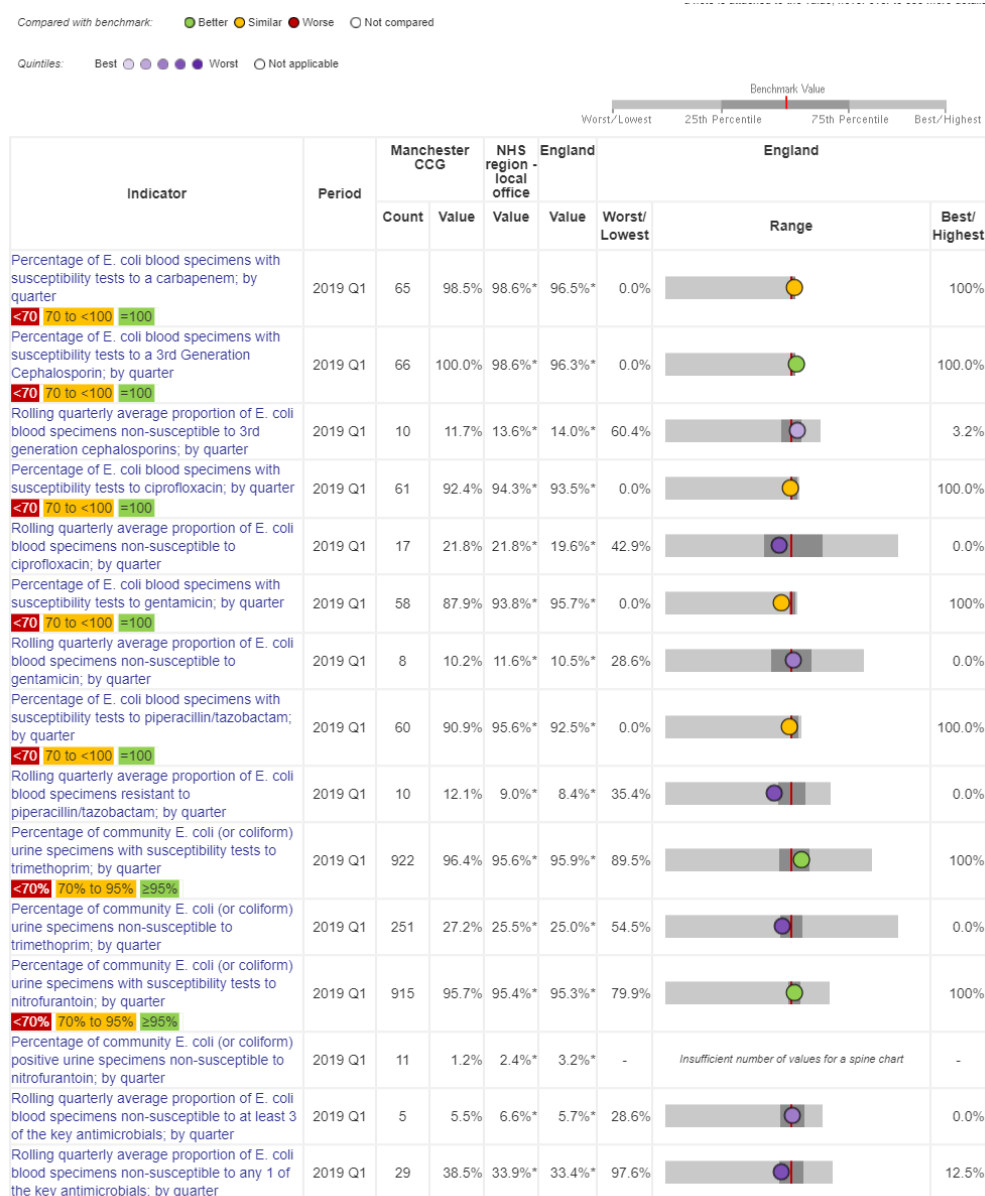 Compared with benchmark: Better Similar Worse Not compared
Quintiles: Best Worst Not applicable
Benchmark Value
Worst/Lowest 25th Percentile 75th Percentile Best/Highest
Indicator Period Manchester CCG NHS region - local office England England
Count Value Value Value Worst/ Lowest Range Best/ Highest
Percentage of E. coli blood specimens with
susceptibility tests to a carbapenem; by
quarter
<70 70 to <100 =100
2019 Q1 65 98.5% 98.6%* 96.5%* 0.0% 100%
Percentage of E. coli blood specimens with
susceptibility tests to a 3rd Generation
Cephalosporin; by quarter
<70 70 to <100 =100
2019 Q1 66 100.0% 98.6%* 96.3%* 0.0% 100.0%
Rolling quarterly average proportion of E. coli
blood specimens non-susceptible to 3rd
generation cephalosporins; by quarter
2019 Q1 10 11.7% 13.6%* 14.0%* 60.4% 3.2%
Percentage of E. coli blood specimens with
susceptibility tests to ciprofloxacin; by quarter
<70 70 to <100 =100
2019 Q1 61 92.4% 94.3%* 93.5%* 0.0% 100.0%
Rolling quarterly average proportion of E. coli
blood specimens non-susceptible to
ciprofloxacin; by quarter
2019 Q1 17 21.8% 21.8%* 19.6%* 42.9% 0.0%
Percentage of E. coli blood specimens with
susceptibility tests to gentamicin; by quarter
<70 70 to <100 =100
2019 Q1 58 87.9% 93.8%* 95.7%* 0.0% 100%
Rolling quarterly average proportion of E. coli
blood specimens non-susceptible to
gentamicin; by quarter
2019 Q1 8 10.2% 11.6%* 10.5%* 28.6% 0.0%
Percentage of E. coli blood specimens with
susceptibility tests to piperacillin/tazobactam;
by quarter
<70 70 to <100 =100
2019 Q1 60 90.9% 95.6%* 92.5%* 0.0% 100.0%
Rolling quarterly average proportion of E. coli
blood specimens resistant to
piperacillin/tazobactam; by quarter
2019 Q1 10 12.1% 9.0%* 8.4%* 35.4% 0.0%
Percentage of community E. coli (or coliform)
urine specimens with susceptibility tests to
trimethoprim; by quarter
<70% 70% to 95% ≥95%
2019 Q1 922 96.4% 95.6%* 95.9%* 89.5% 100%
Percentage of community E. coli (or coliform)
urine specimens non-susceptible to
trimethoprim; by quarter
2019 Q1 251 27.2% 25.5%* 25.0%* 54.5% 0.0%
Percentage of community E. coli (or coliform)
urine specimens with susceptibility tests to
nitrofurantoin; by quarter
<70% 70% to 95% ≥95%
2019 Q1 915 95.7% 95.4%* 95.3%* 79.9% 100%
Percentage of community E. coli (or coliform)
positive urine specimens non-susceptible to
nitrofurantoin; by quarter
2019 Q1 11 1.2% 2.4%* 3.2%* - Insufficient number of values for a spine chart -
Rolling quarterly average proportion of E. coli
blood specimens non-susceptible to at least 3
of the key antimicrobials; by quarter
2019 Q1 5 5.5% 6.6%* 5.7%* 28.6% 0.0%
Rolling quarterly average proportion of E. coli
blood specimens non-susceptible to any 1 of
the key antimicrobials; by quarter
2019 Q1 29 38.5% 33.9%* 33.4%* 97.6% 12.5%